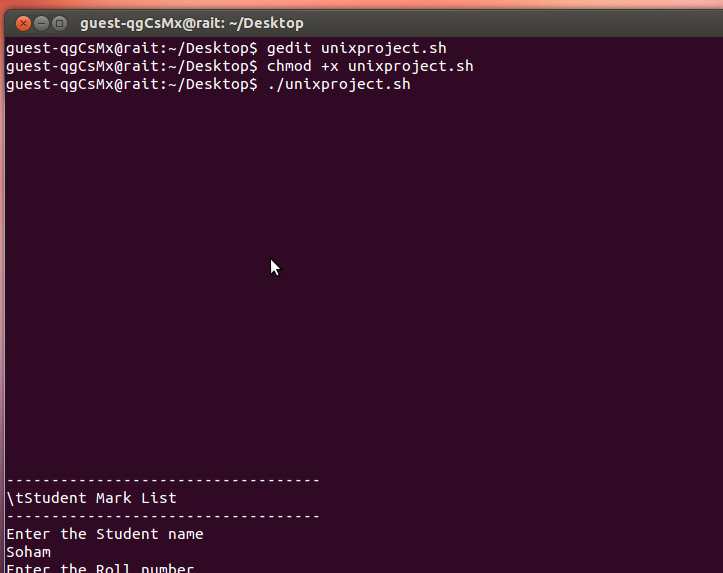 guest-qgCsMx@rait: ~/Desktop
guest-qgCsMx@rait:~/Desktop$ gedit unixproject.sh
guest-qgCsMx@rait:~/Desktop$ chmod +x unixproject.sh
guest-qgCsMx@rait:~/Desktop$ ./unixproject.sh
-----------------------------------
\tStudent Mark List
-----------------------------------
Enter the Student name
Soham
Enter the Roll number